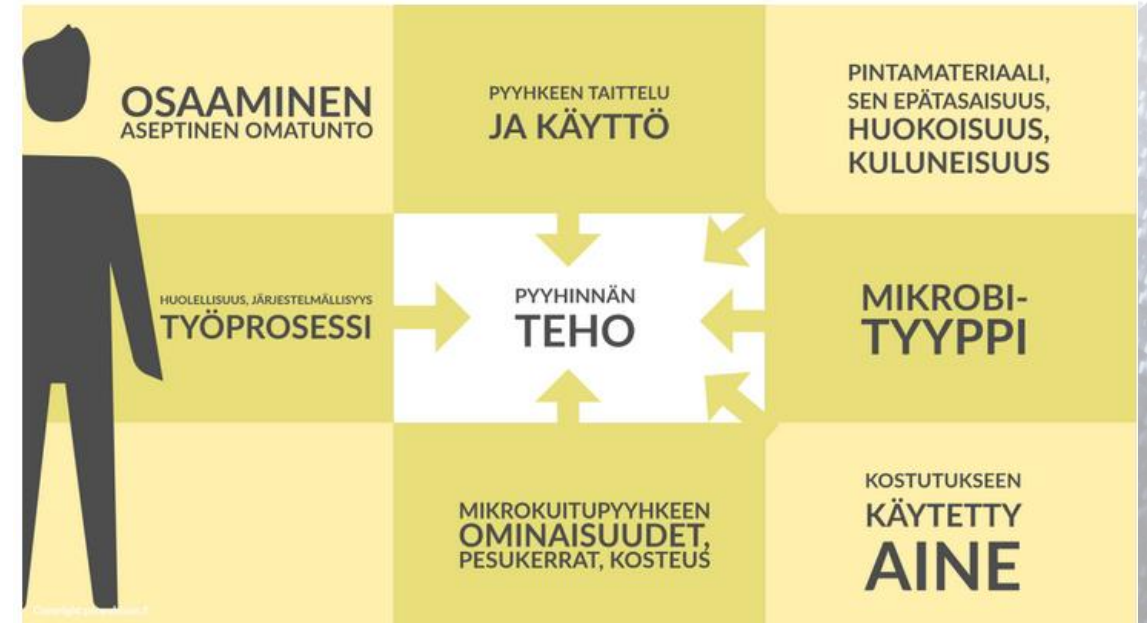 OSAAMINEN
ASEPTINEN OMATUNTO
PYYHKEEN TAITTELU
JA KÄYTTÖ
PINTAMATERIAALI,
SEN EPÄTASAISUUS,
HUOKOISUUS,
KULUNEISUUS
HUOLELLISUUS, JÄRJESTELMÄLLISYYS
TYÖPROSESSI
PYYHINNÄN
TEHO
MIKROBI-
TYYPPI
MIKROKUITUPYYHKEEN
OMINAISUUDET,
PESUKERRAT, KOSTEUS
KOSTUTUKSEEN
KÄYTETTY
AINE
Copyright